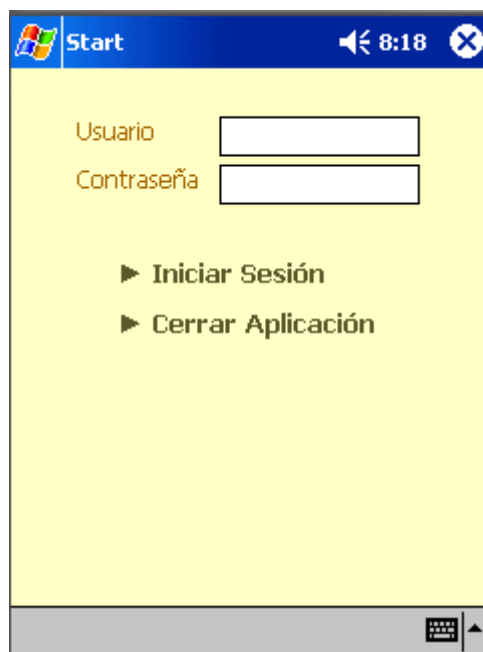 Start 8:18
Usuario
Contraseña
Iniciar Sesión
Cerrar Aplicación